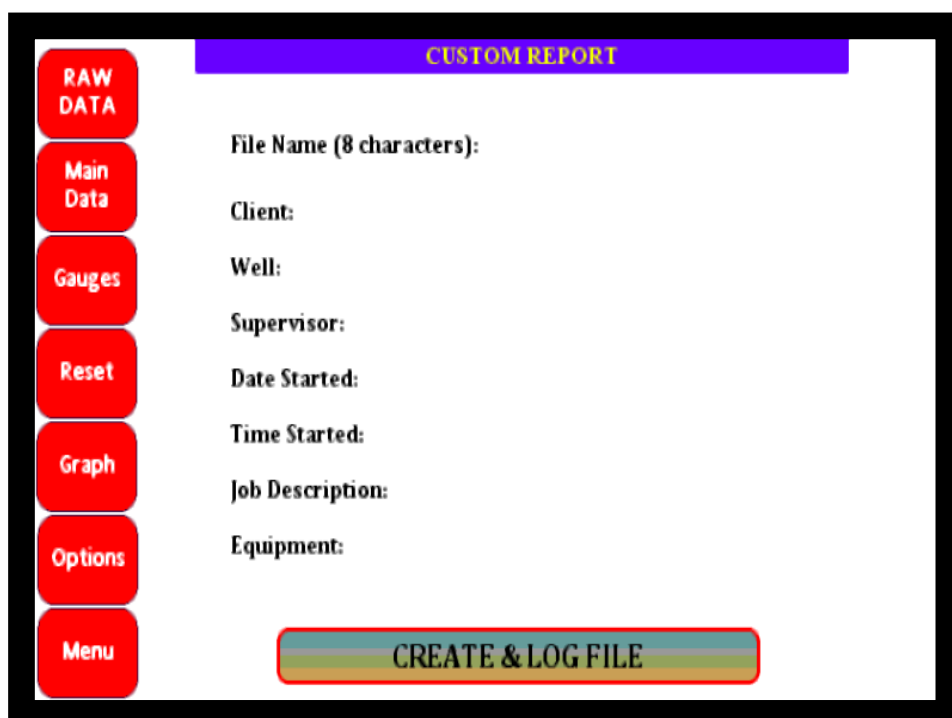 CUSTOM REPORT
RAW
DATA
Main
Data
Gauges
Reset
Graph
Options
Menu
File Name (8 characters):
Client:
Well:
Supervisor:
Date Started:
Time Started:
Job Description:
Equipment:
CREATE & LOG FILE